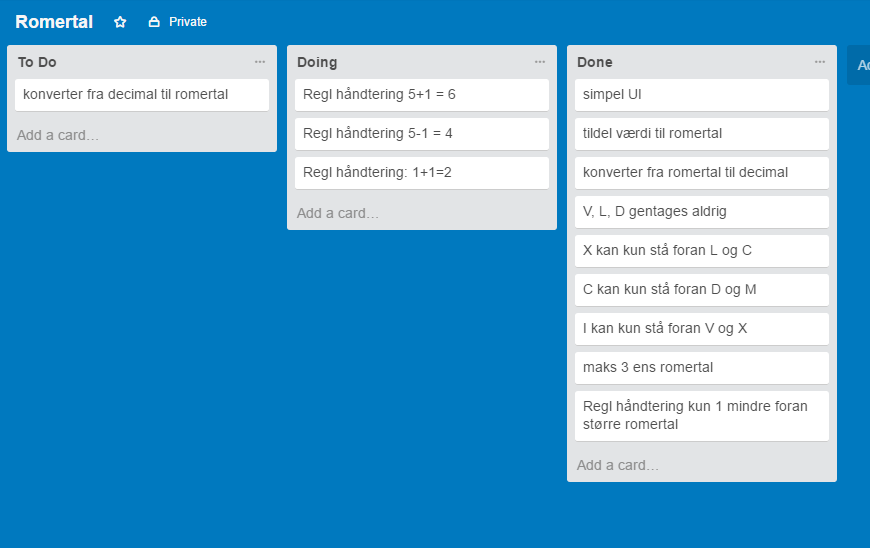 Romertal
Private
To Do
konverter fra decimal til romertal
Add a card…
Doing
Regl håndtering 5+1 = 6
Regl håndtering 5-1 = 4
Regl håndtering: 1+1=2
Add a card…
Done
simpel UI
tildel værdi til romertal
konverter fra romertal til decimal
V, L, D gentages aldrig
X kan kun stå foran L og C
C kan kun stå foran D og M
I kan kun stå foran V og X
maks 3 ens romertal
Regl håndtering kun 1 mindre foran
større romertal
Add a card…